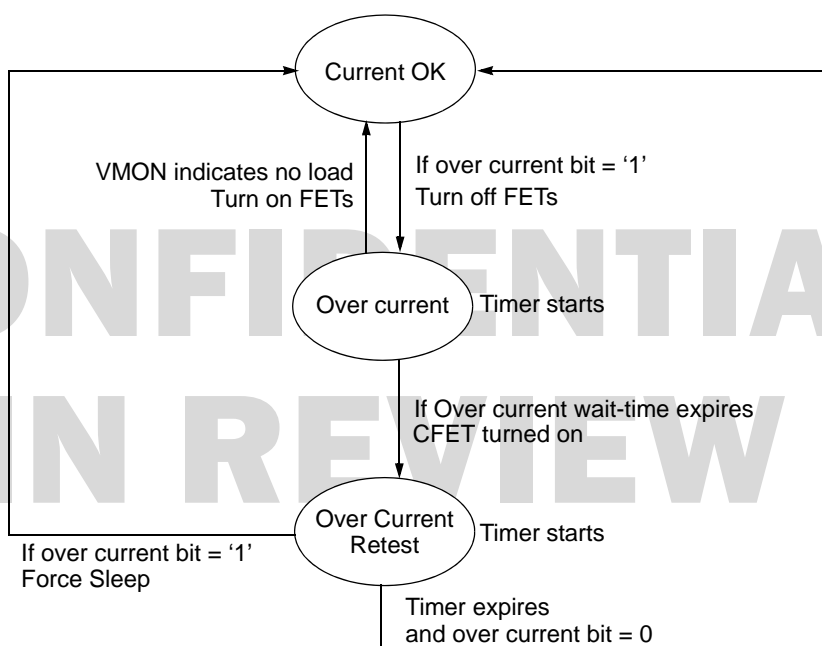 Current OK
VMON indicates no load
Turn on FETs
If over current bit = ‘1’
Turn off FETs
Over current
Timer starts
If Over current wait-time expires
CFET turned on
Over Current
Retest
Timer starts
If over current bit = ‘1’
Force Sleep
Timer expires
and over current bit = 0
ONFIDENTIA
IN REVIEW